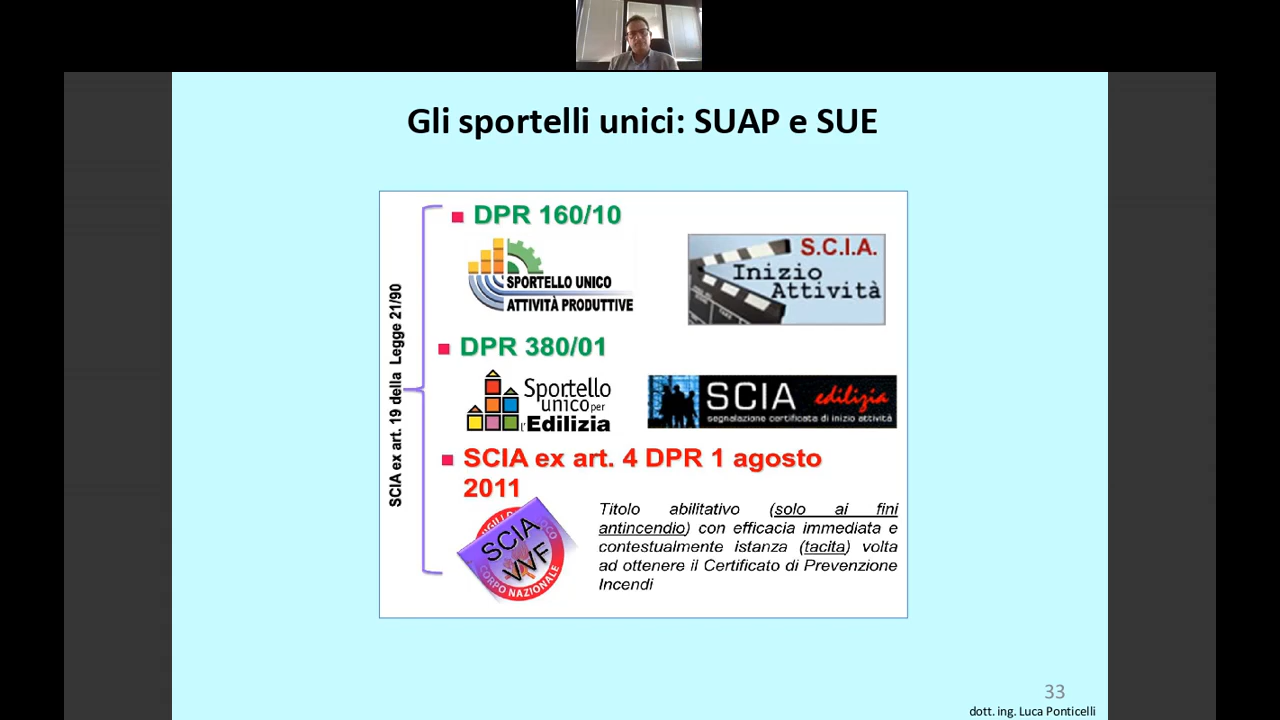 Gli sportelli unici: SUAP e SUE
SCIA ex art. 19 della Legge 21/90
DPR 160/10
SPORTELLO UNICO
ATTIVITÀ PRODUTTIVE
S.C.I.A.
Inizio
Attività
DPR 380/01
Sportello
unico per
l'Edilizia
SCIA edilizia
segnalazione certificata di inizio attività
SCIA ex art. 4 DPR 1 agosto
2011
SCIA
VVF
CORPO NAZIONALE
Titolo abilitativo (solo ai fini
antincendio) con efficacia immediata e
contestualmente istanza (tacita) volta
ad ottenere il Certificato di Prevenzione
Incendi
33
dott. ing. Luca Ponticelli